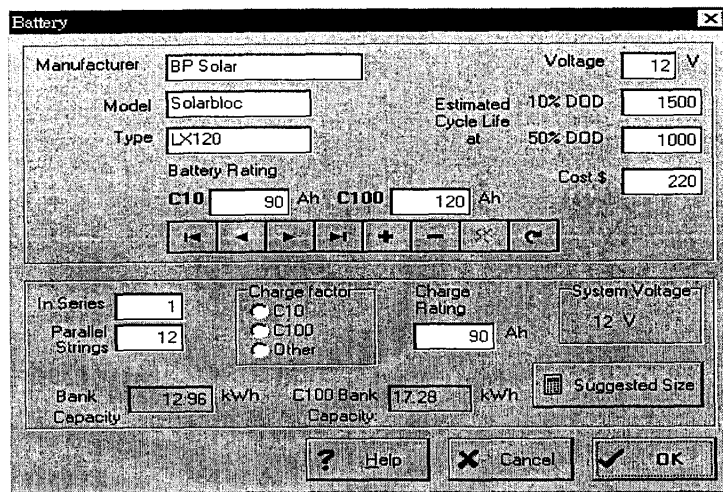 Battery
Manufacturer BP Solar Voltage 12 V
Model Solarbloc Estimated Cycle Life at 10% DOD 1500
Type LX120 50% DOD 1000
Battery Rating Cost $ 220
C10 90 Ah C100 120 Ah
In Series 1 Charge factor Charge Rating System Voltage
C10
Parallel Strings 12 C100 90 Ah 12 V
Other
Suggested Size
Bank Capacity 12.96 kWh C100 Bank Capacity 17.28 kWh
? Help Cancel OK